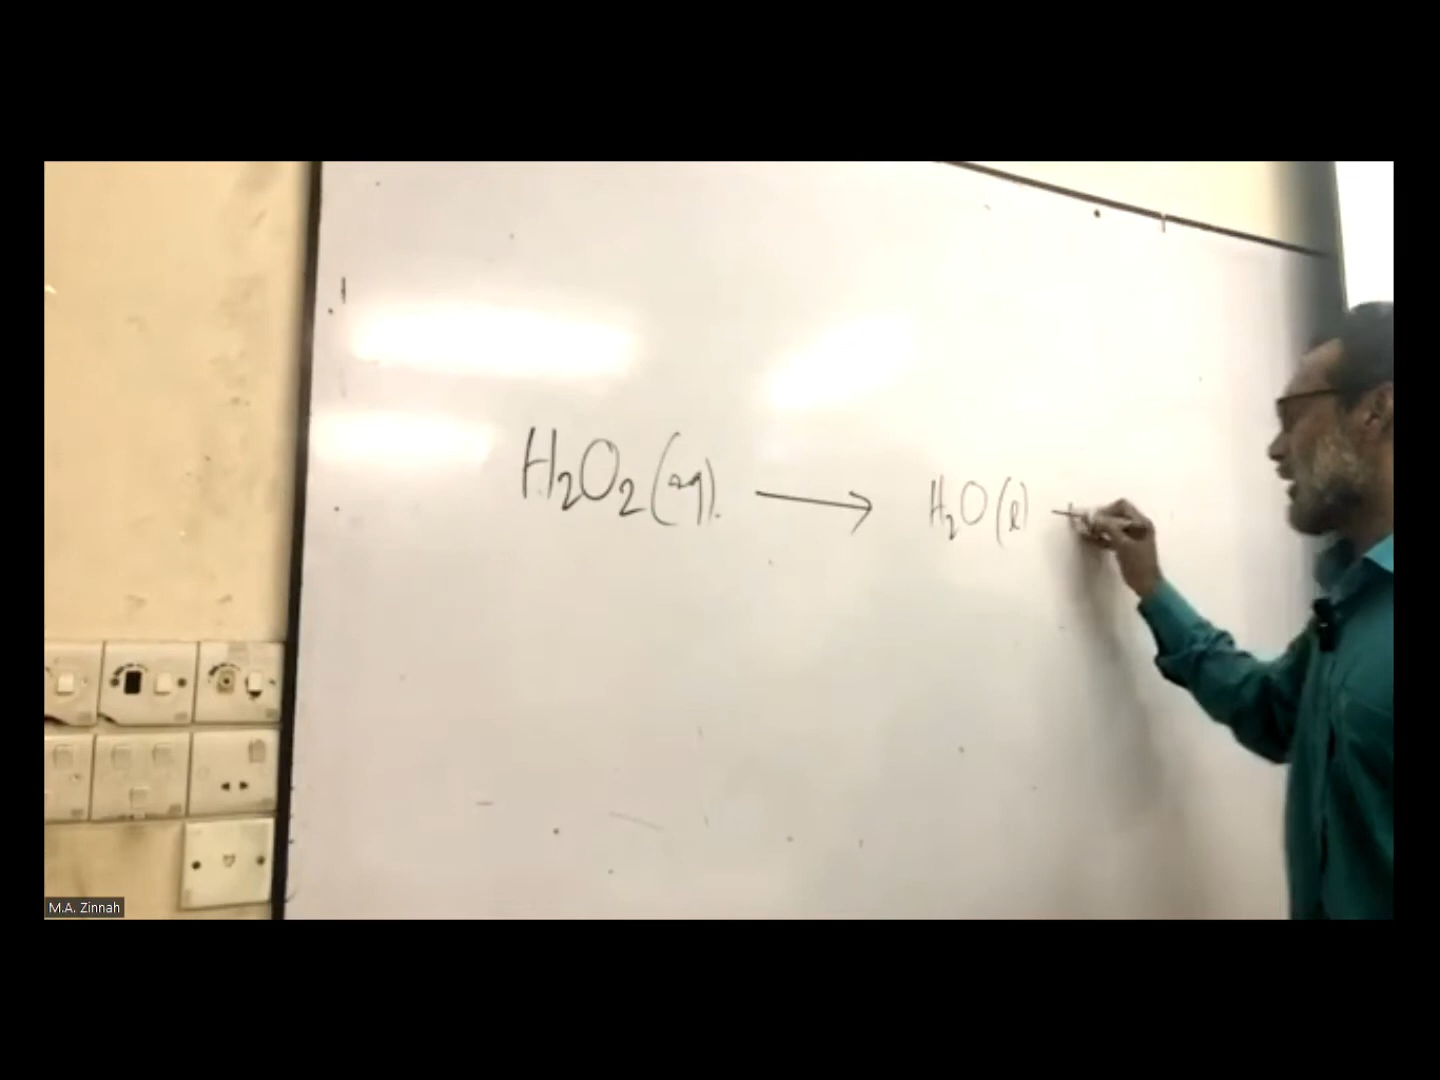 H₂O₂(aq) → H₂O(l) +
M.A. Zinnah